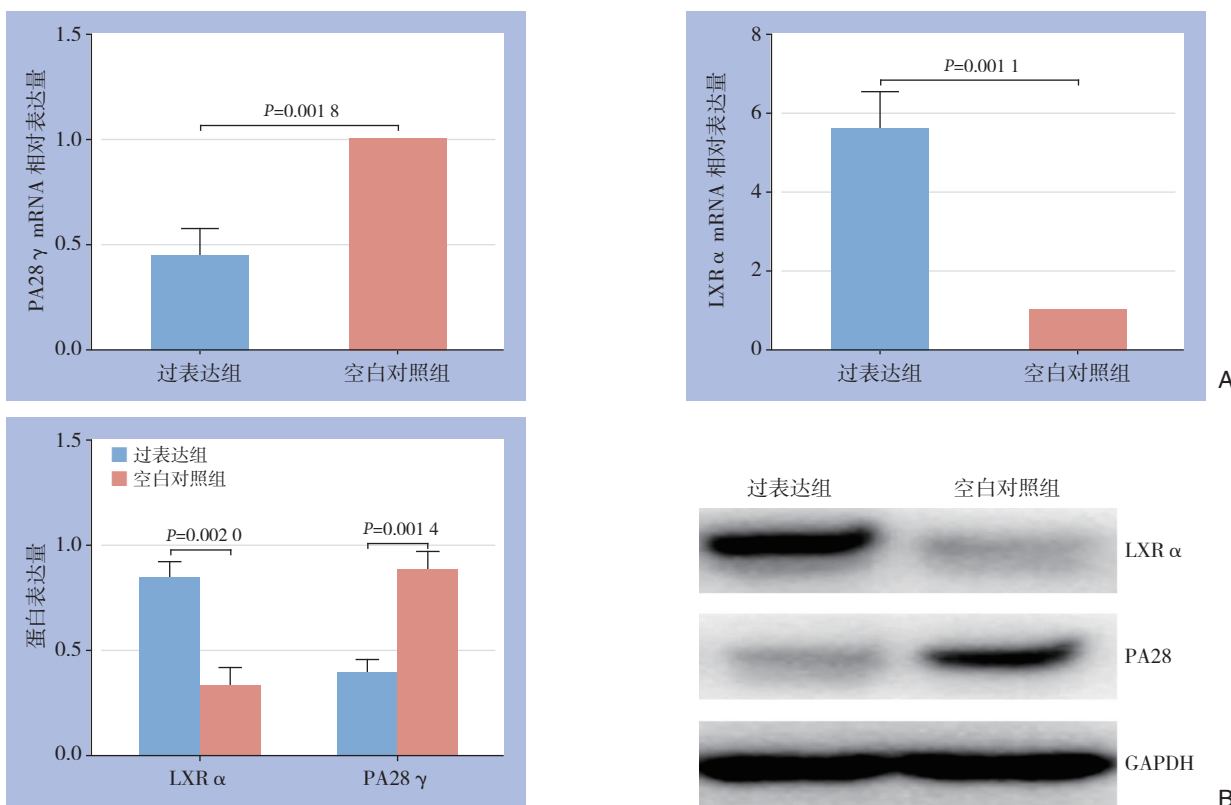 PA28 γ mRNA 相对表达量
1.5
1.0
0.5
0.0
P=0.001 8
过表达组
空白对照组
LXR α mRNA 相对表达量
8
6
4
2
0
P=0.001 1
过表达组
空白对照组
A
蛋白表达量
1.5
1.0
0.5
0.0
过表达组
空白对照组
P=0.002 0
P=0.001 4
LXR α
PA28 γ
过表达组
空白对照组
LXR α
PA28
GAPDH
B